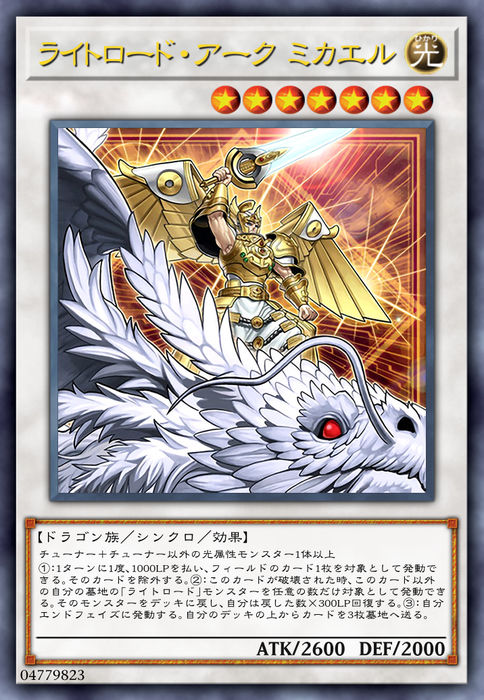 ライトロード・アーク ミカエル
ひかり
光
【ドラゴン族／シンクロ／効果】
チューナー＋チューナー以外の光属性モンスター1体以上
①:1ターンに1度、1000LPを払い、フィールドのカード1枚を対象として発動で
きる。そのカードを除外する。②:このカードが破壊された時、このカード以外
の自分の墓地の「ライトロード」モンスターを任意の数だけ対象として発動でき
る。そのモンスターをデッキに戻し、自分は戻した数×300LP回復する。③:自分
エンドフェイズに発動する。自分のデッキの上からカードを3枚墓地へ送る。
ATK/2600 DEF/2000
04779823